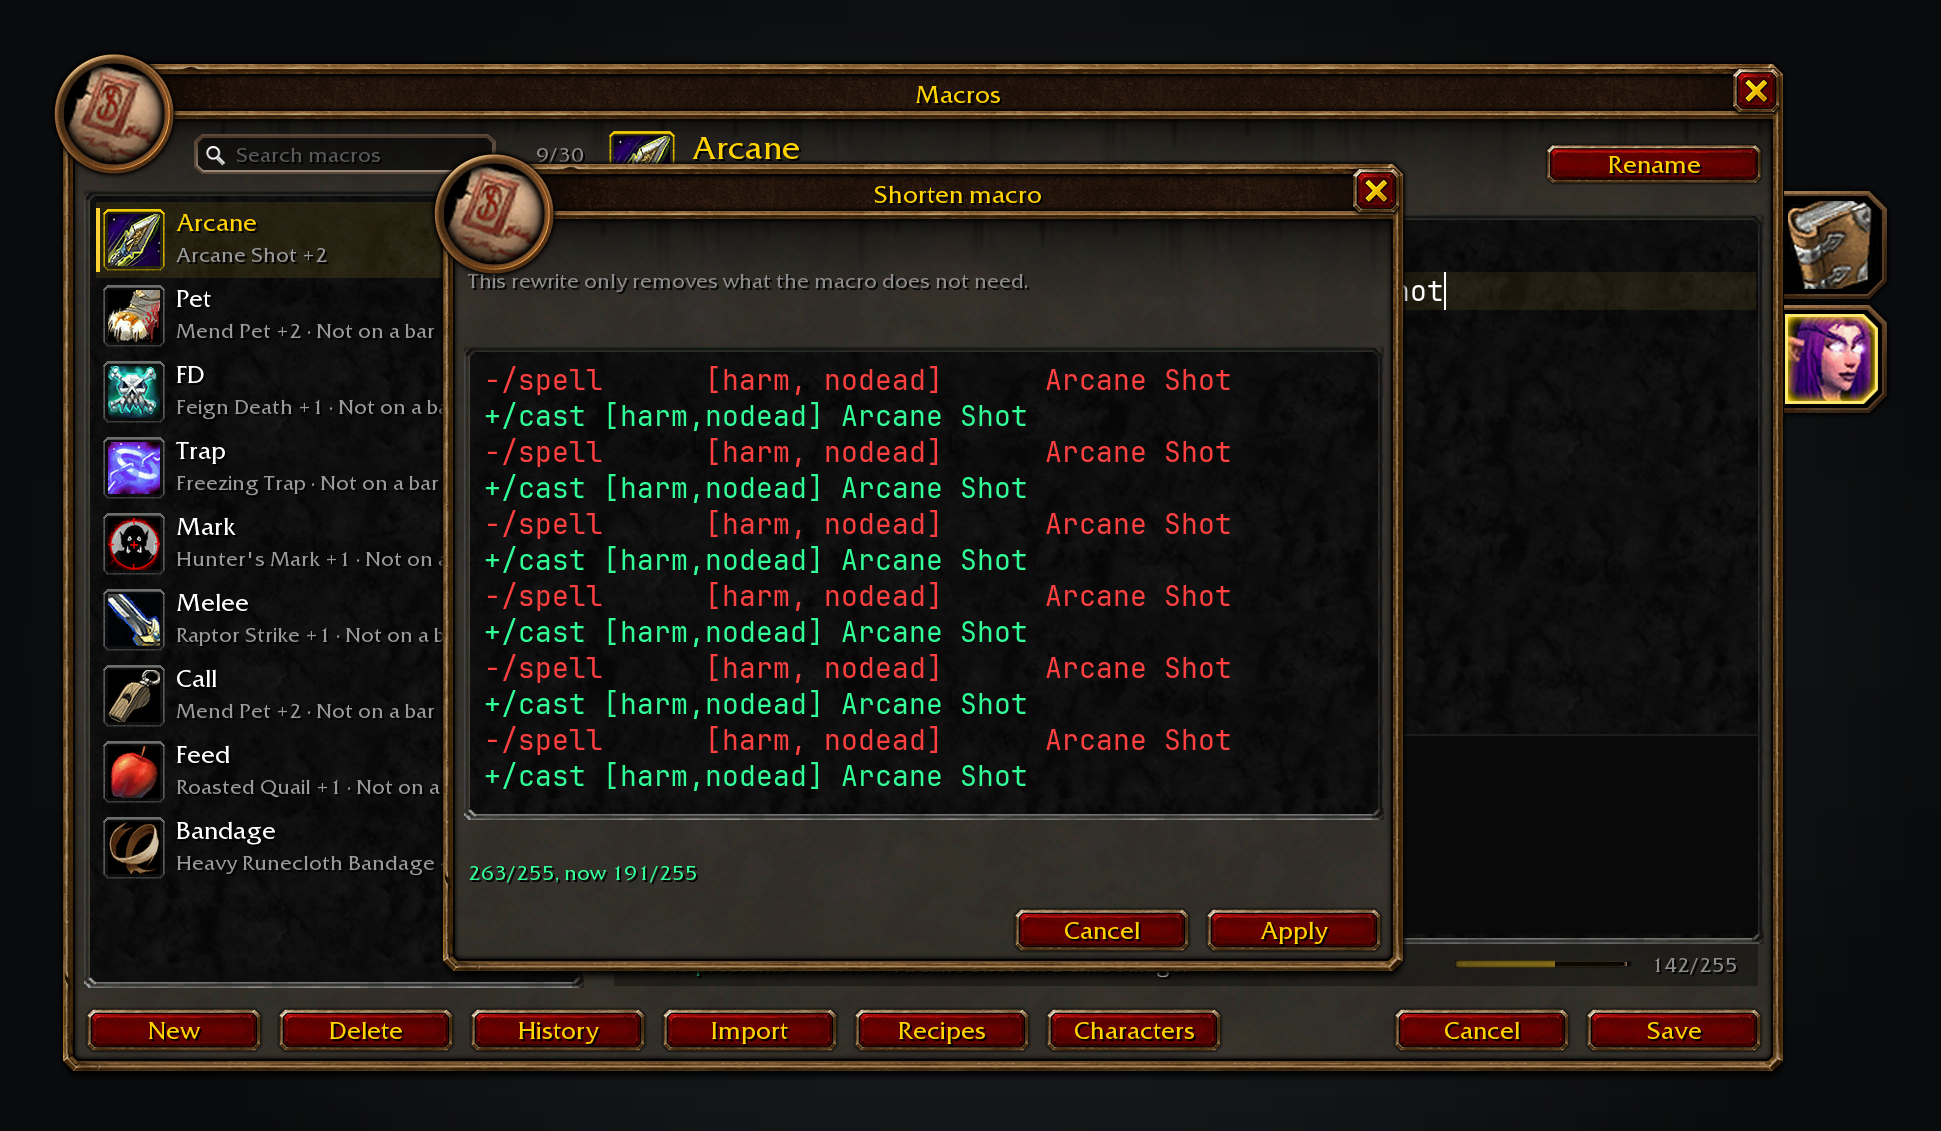 Macros
Search macros
9/30
Arcane
Rename
Shorten macro
Arcane
Arcane Shot +2
Pet
Mend Pet +2 · Not on a bar
FD
Feign Death +1 · Not on a
Trap
Freezing Trap · Not on a bar
Mark
Hunter's Mark +1 · Not on
Melee
Raptor Strike +1 · Not on a
Call
Mend Pet +2 · Not on a bar
Feed
Roasted Quail +1 · Not on a
Bandage
Heavy Runecloth Bandage
This rewrite only removes what the macro does not need.
-/spell      [harm, nodead]      Arcane Shot
+/cast [harm,nodead] Arcane Shot
-/spell      [harm, nodead]      Arcane Shot
+/cast [harm,nodead] Arcane Shot
-/spell      [harm, nodead]      Arcane Shot
+/cast [harm,nodead] Arcane Shot
-/spell      [harm, nodead]      Arcane Shot
+/cast [harm,nodead] Arcane Shot
-/spell      [harm, nodead]      Arcane Shot
+/cast [harm,nodead] Arcane Shot
-/spell      [harm, nodead]      Arcane Shot
+/cast [harm,nodead] Arcane Shot
263/255, now 191/255
Cancel
Apply
142/255
New
Delete
History
Import
Recipes
Characters
Cancel
Save